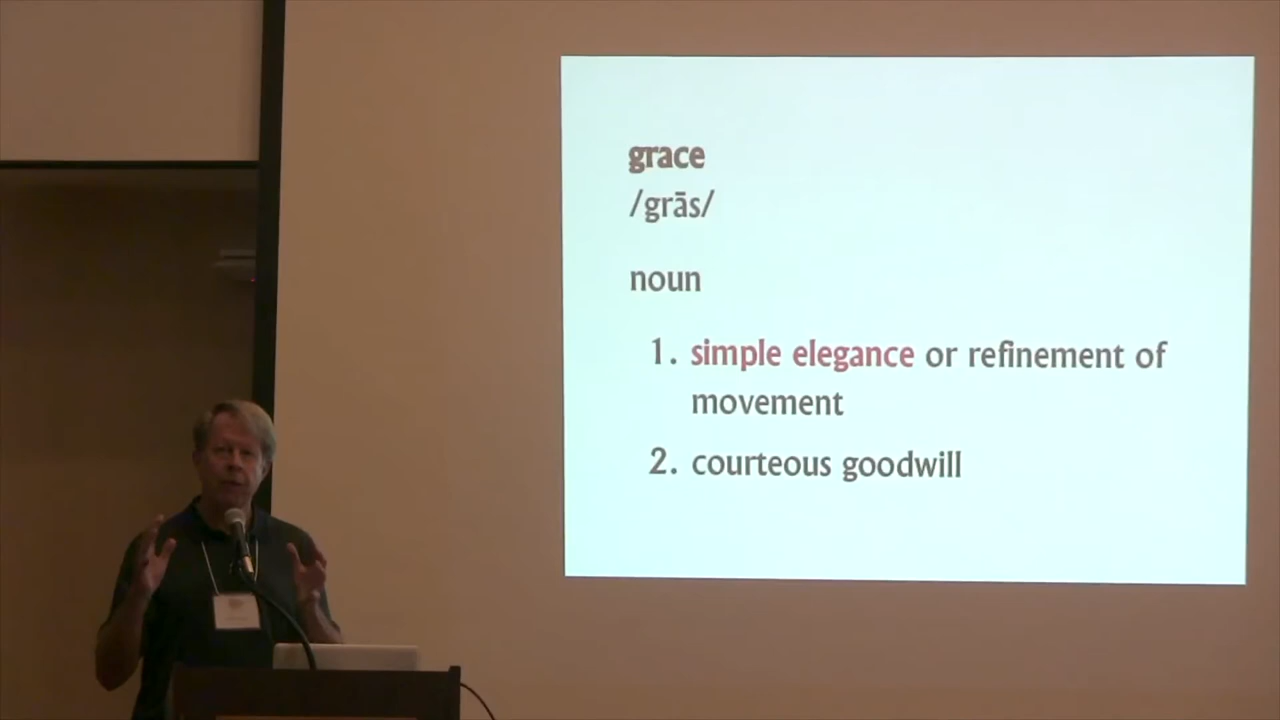 grace
/grās/
noun
1. simple elegance or refinement of
movement
2. courteous goodwill